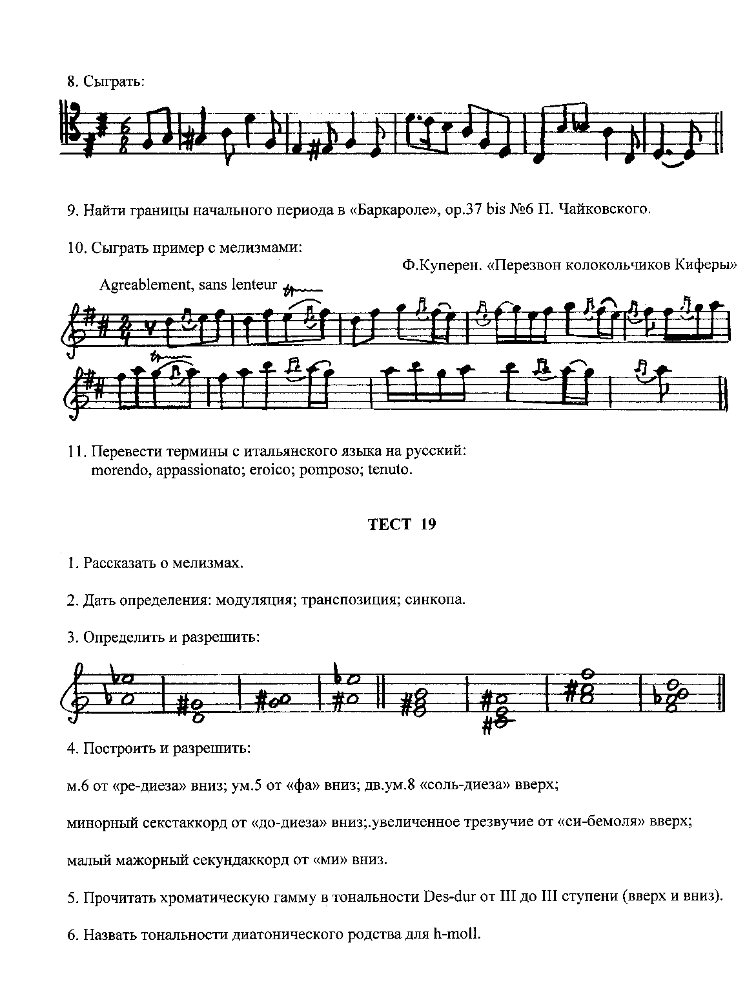 8. Сыграть:
6
8
9. Найти границы начального периода в «Баркароле», op.37 bis №6 П. Чайковского.
10. Сыграть пример с мелизмами:
Ф.Куперен. «Перезвон колокольчиков Киферы»
Agreablement, sans lenteur
2
4
11. Перевести термины с итальянского языка на русский:
morendo, appassionato; eroico; pomposo; tenuto.
ТЕСТ 19
1. Рассказать о мелизмах.
2. Дать определения: модуляция; транспозиция; синкопа.
3. Определить и разрешить:
4. Построить и разрешить:
м.6 от «ре-диеза» вниз; ум.5 от «фа» вниз; дв.ум.8 «соль-диеза» вверх;
минорный секстаккорд от «до-диеза» вниз;.увеличенное трезвучие от «си-бемоля» вверх;
малый мажорный секундаккорд от «ми» вниз.
5. Прочитать хроматическую гамму в тональности Des-dur от III до III ступени (вверх и вниз).
6. Назвать тональности диатонического родства для h-moll.